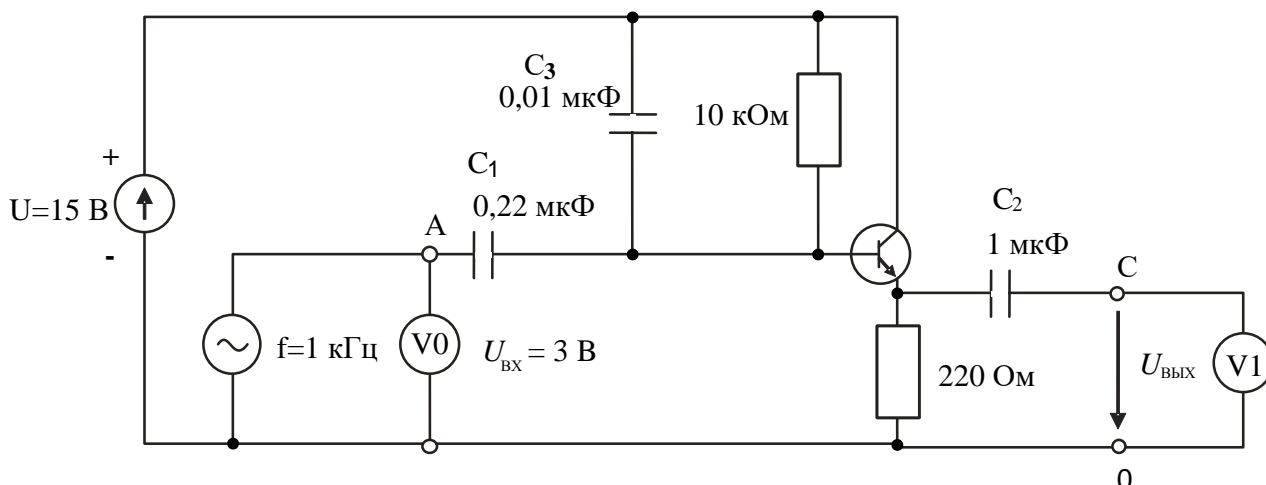 C3
0,01 мкФ
10 кОм
+
U=15 В
-
C1
0,22 мкФ
A
C2
1 мкФ
C
f=1 кГц
V0
Uвх = 3 В
220 Ом
Uвых
V1
0